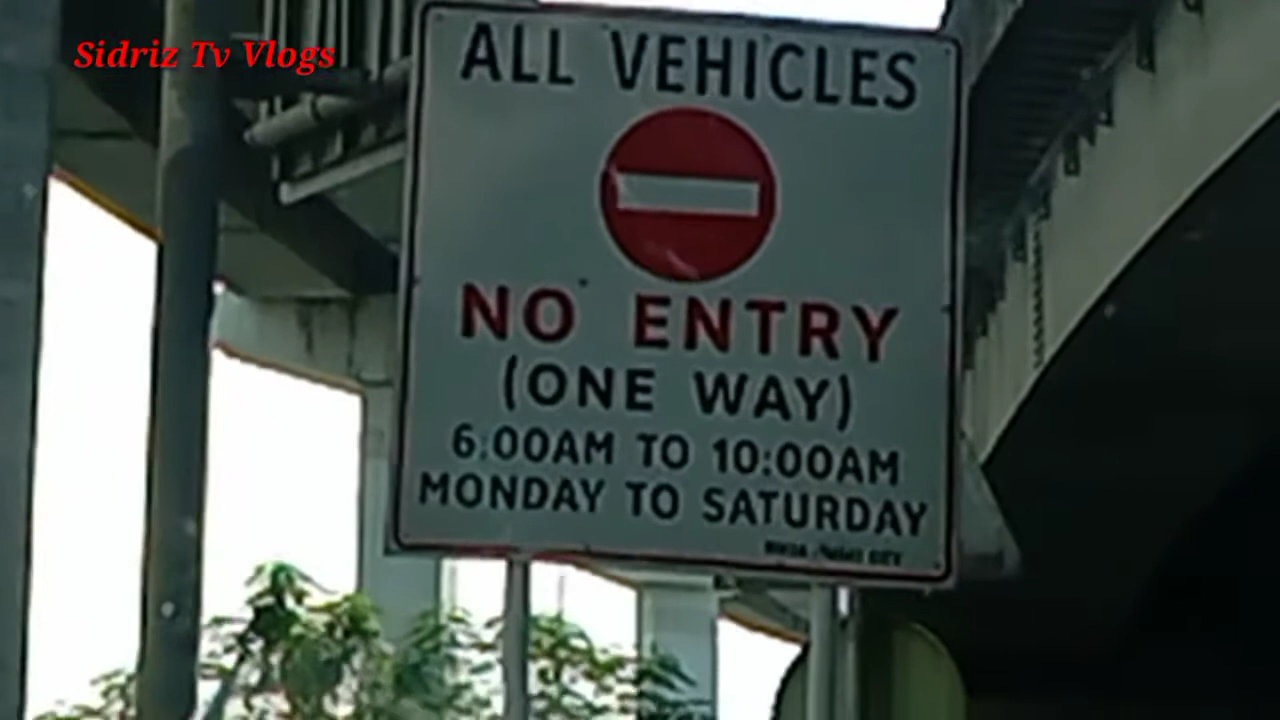 Sidriz Tv Vlogs
ALL VEHICLES
NO ENTRY
(ONE WAY)
6:00AM TO 10:00AM
MONDAY TO SATURDAY